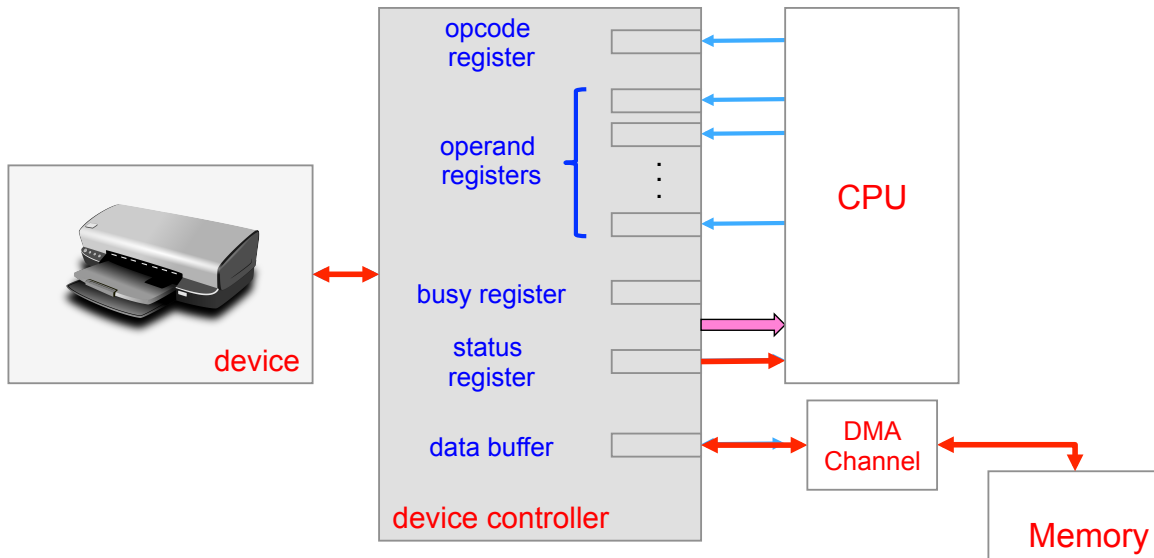 opcode
register
operand
registers
.
.
.
CPU
busy register
device
status
register
data buffer
DMA
Channel
device controller
Memory